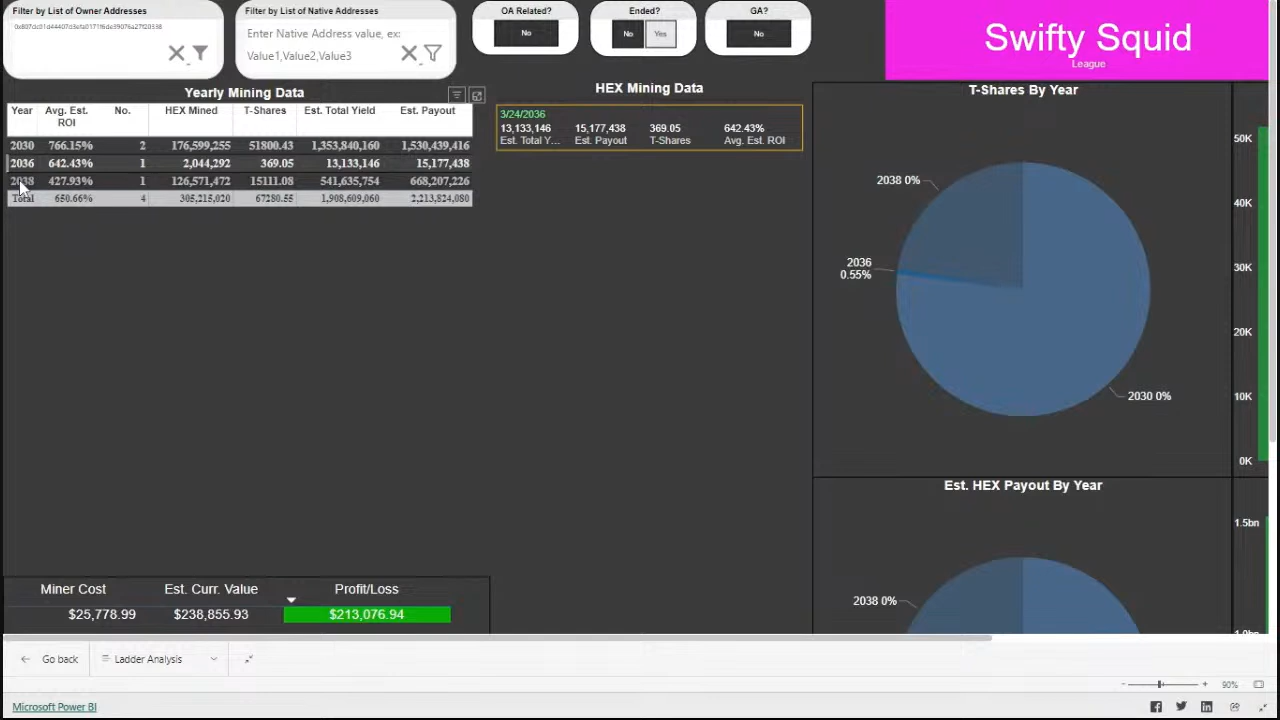 Filter by List of Owner Addresses
Filter by List of Native Addresses
Enter Native Address value, ex:
Value1,Value2,Value3
OA Related?
No
Ended?
No Yes
GA?
No
Swifty Squid
League
Yearly Mining Data
Year Avg. Est. ROI No. HEX Mined T-Shares Est. Total Yield Est. Payout
2030 766.15% 2 176,599,255 51800.43 1,353,840,160 1,530,439,416
2036 642.43% 1 2,044,292 369.05 13,133,146 15,177,438
2038 427.93% 1 126,571,472 15111.08 541,635,754 668,207,226
Total 650.66% 4 305,215,020 67280.55 1,908,609,060 2,213,824,080
HEX Mining Data
3/24/2036
13,133,146 15,177,438 369.05 642.43%
Est. Total Y... Est. Payout T-Shares Avg. Est. ROI
T-Shares By Year
2038 0%
2036
0.55%
2030 0%
50K
40K
30K
20K
10K
0K
Est. HEX Payout By Year
2038 0%
1.5bn
Miner Cost Est. Curr. Value Profit/Loss
$25,778.99 $238,855.93 $213,076.94
Go back Ladder Analysis
90%
Microsoft Power BI